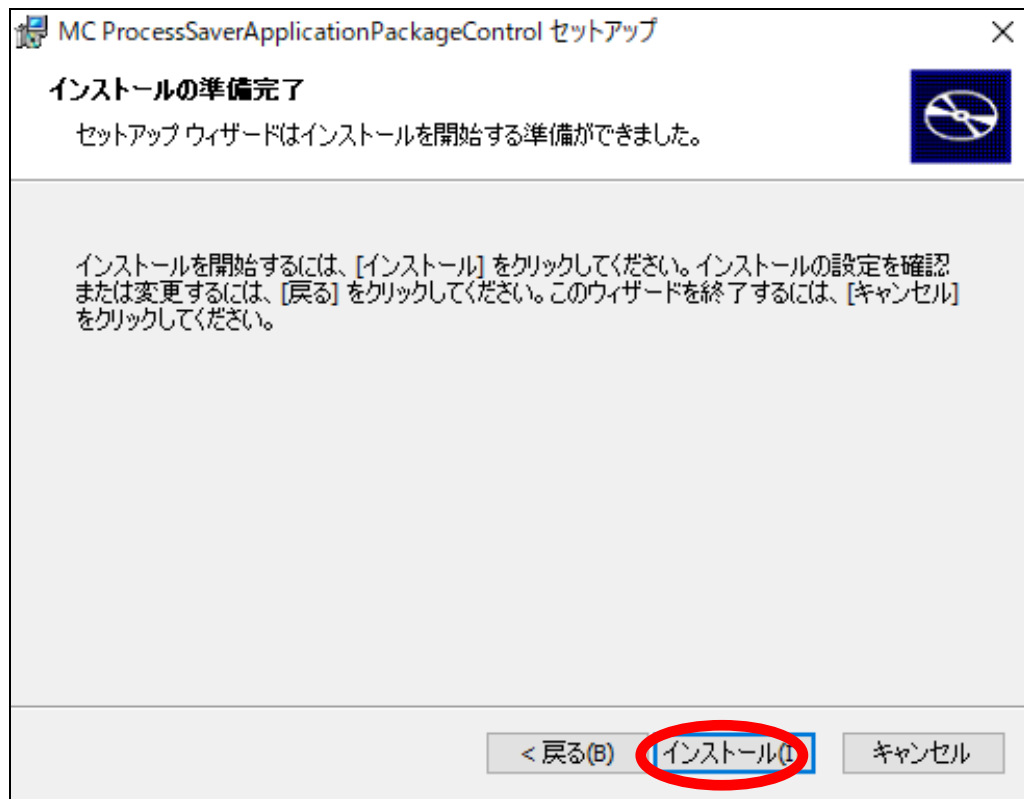 MC ProcessSaverApplicationPackageControl セットアップ
インストールの準備完了
セットアップ ウィザードはインストールを開始する準備ができました。
インストールを開始するには、[インストール] をクリックしてください。インストールの設定を確認
または変更するには、[戻る] をクリックしてください。このウィザードを終了するには、[キャンセル]
をクリックしてください。
< 戻る(B) インストール(I キャンセル